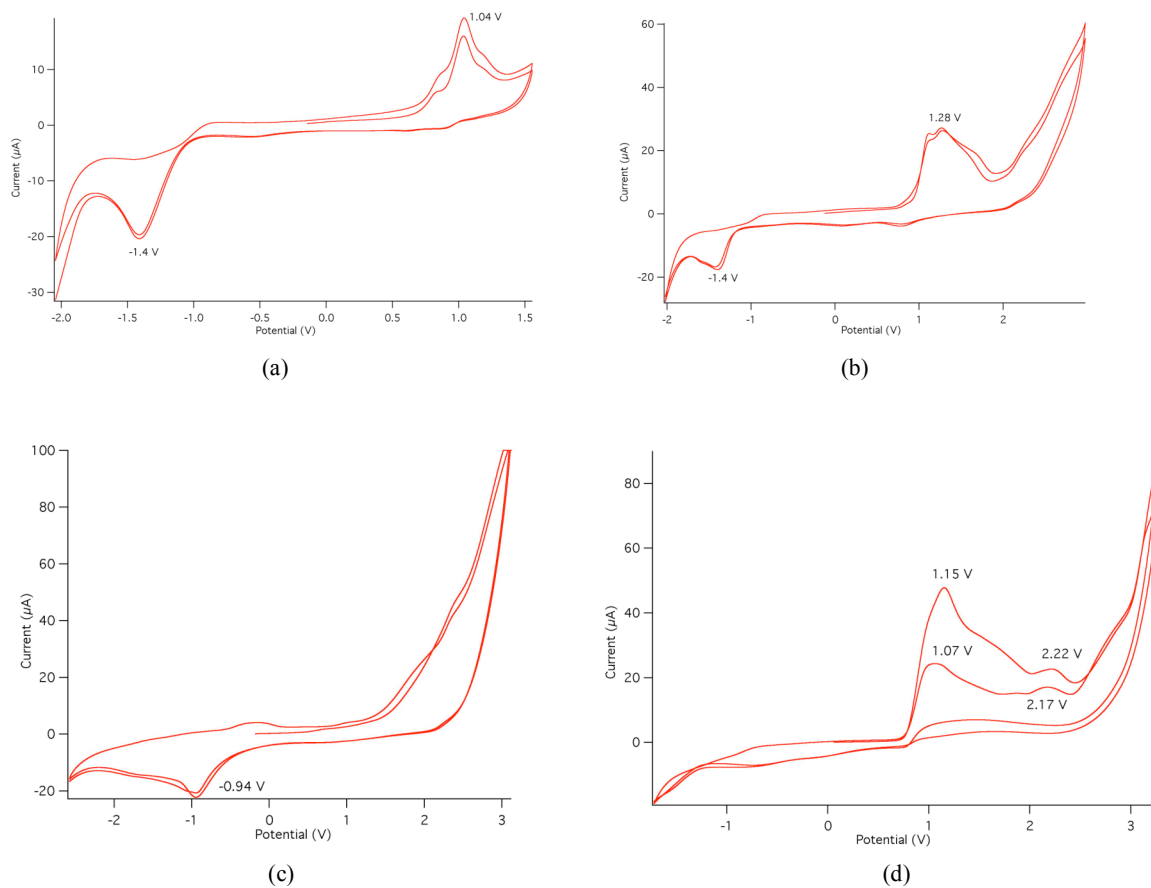 1.04 V
10
0
-10
-20
-30
Current (µA)
-1.4 V
-2.0 -1.5 -1.0 -0.5 0.0 0.5 1.0 1.5
Potential (V)
(a)
60
40
20
0
-20
Current (µA)
1.28 V
-1.4 V
-2 -1 0 1 2
Potential (V)
(b)
100
80
60
40
20
0
-20
Current (µA)
-0.94 V
-2 -1 0 1 2 3
Potential (V)
(c)
80
60
40
20
0
Current (µA)
1.15 V
1.07 V
2.22 V
2.17 V
-1 0 1 2 3
Potential (V)
(d)